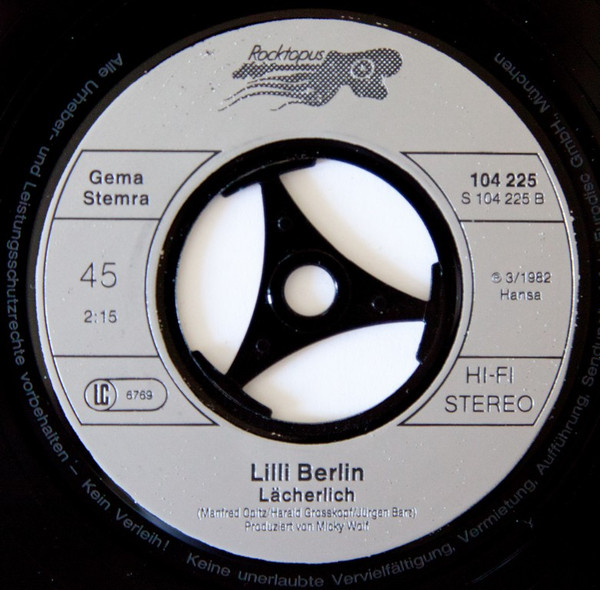 Rocktopus
Gema
Stemra
104 225
S 104 225 B
45
2:15
℗ 3/1982
Hansa
LC 6769
HI-FI
STEREO
Lilli Berlin
Lächerlich
(Manfred Opitz/Harald Grosskopf/Jürgen Barz)
Produziert von Micky Wolf
Alle Urheber- und Leistungsschutzrechte vorbehalten – Kein Verleih! Keine unerlaubte Vervielfältigung, Vermietung, Aufführung, Sendung
Eurodisc GmbH, München